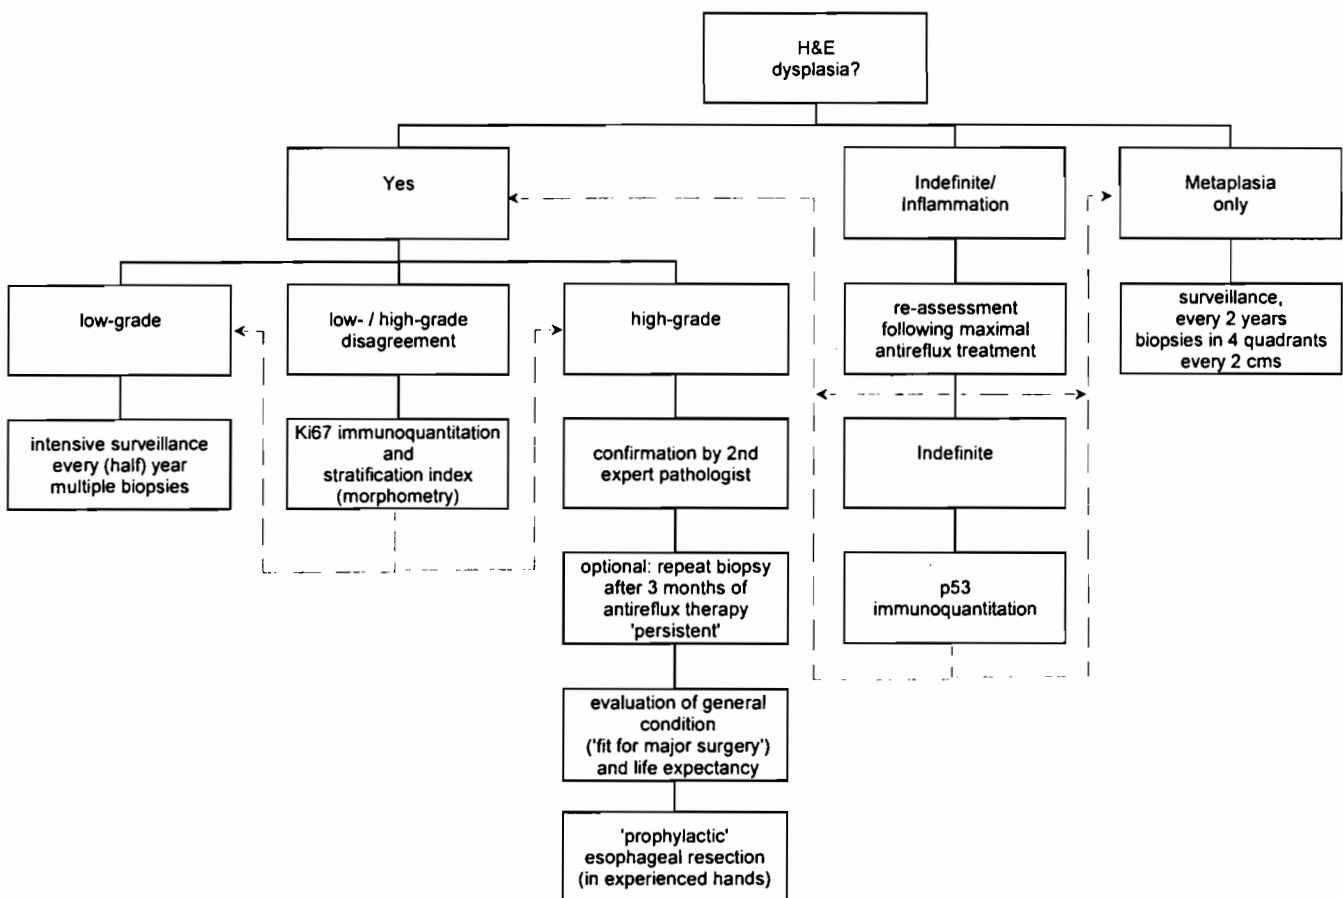 H&E
dysplasia?
Yes
Indefinite/
Inflammation
Metaplasia
only
low-grade
low- / high-grade
disagreement
high-grade
re-assessment
following maximal
antireflux treatment
surveillance,
every 2 years
biopsies in 4 quadrants
every 2 cms
intensive surveillance
every (half) year
multiple biopsies
Ki67 immunoquantitation
and
stratification index
(morphometry)
confirmation by 2nd
expert pathologist
Indefinite
optional: repeat biopsy
after 3 months of
antireflux therapy
'persistent'
p53
immunoquantitation
evaluation of general
condition
('fit for major surgery')
and life expectancy
'prophylactic'
esophageal resection
(in experienced hands)